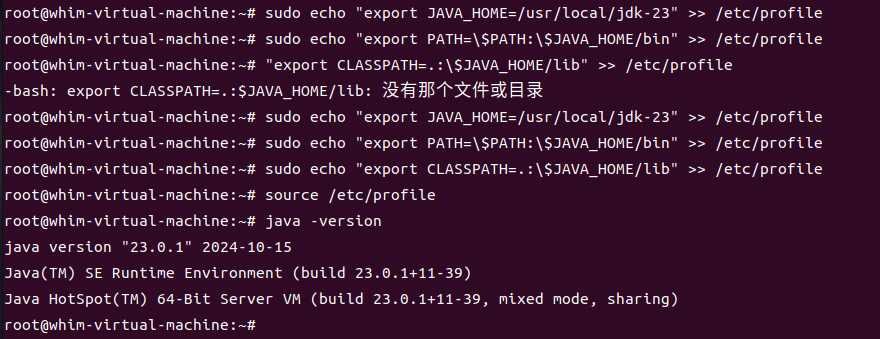 root@whim-virtual-machine:~# sudo echo "export JAVA_HOME=/usr/local/jdk-23" >> /etc/profile
root@whim-virtual-machine:~# sudo echo "export PATH=\$PATH:\$JAVA_HOME/bin" >> /etc/profile
root@whim-virtual-machine:~# "export CLASSPATH=.:\$JAVA_HOME/lib" >> /etc/profile
-bash: export CLASSPATH=.:$JAVA_HOME/lib: 没有那个文件或目录
root@whim-virtual-machine:~# sudo echo "export JAVA_HOME=/usr/local/jdk-23" >> /etc/profile
root@whim-virtual-machine:~# sudo echo "export PATH=\$PATH:\$JAVA_HOME/bin" >> /etc/profile
root@whim-virtual-machine:~# sudo echo "export CLASSPATH=.:\$JAVA_HOME/lib" >> /etc/profile
root@whim-virtual-machine:~# source /etc/profile
root@whim-virtual-machine:~# java -version
java version "23.0.1" 2024-10-15
Java(TM) SE Runtime Environment (build 23.0.1+11-39)
Java HotSpot(TM) 64-Bit Server VM (build 23.0.1+11-39, mixed mode, sharing)
root@whim-virtual-machine:~#